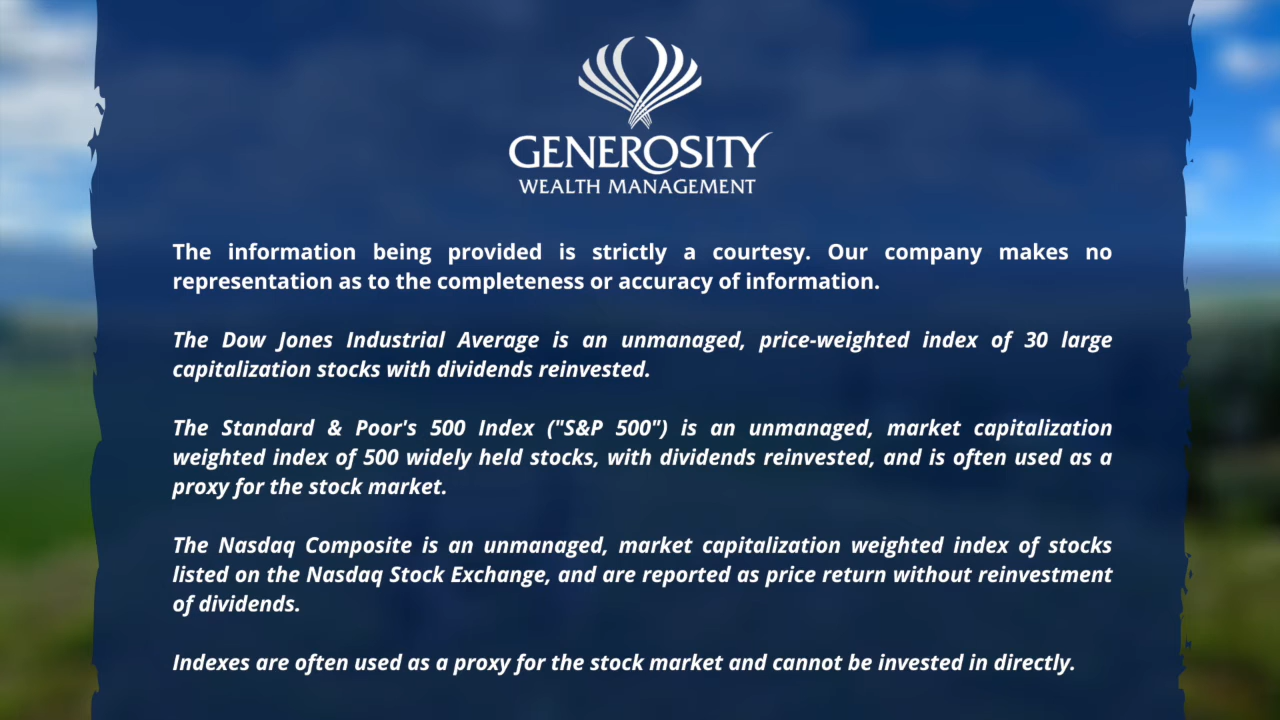 GENEROSITY
WEALTH MANAGEMENT
The information being provided is strictly a courtesy. Our company makes no
representation as to the completeness or accuracy of information.
The Dow Jones Industrial Average is an unmanaged, price-weighted index of 30 large
capitalization stocks with dividends reinvested.
The Standard & Poor's 500 Index ("S&P 500") is an unmanaged, market capitalization
weighted index of 500 widely held stocks, with dividends reinvested, and is often used as a
proxy for the stock market.
The Nasdaq Composite is an unmanaged, market capitalization weighted index of stocks
listed on the Nasdaq Stock Exchange, and are reported as price return without reinvestment
of dividends.
Indexes are often used as a proxy for the stock market and cannot be invested in directly.